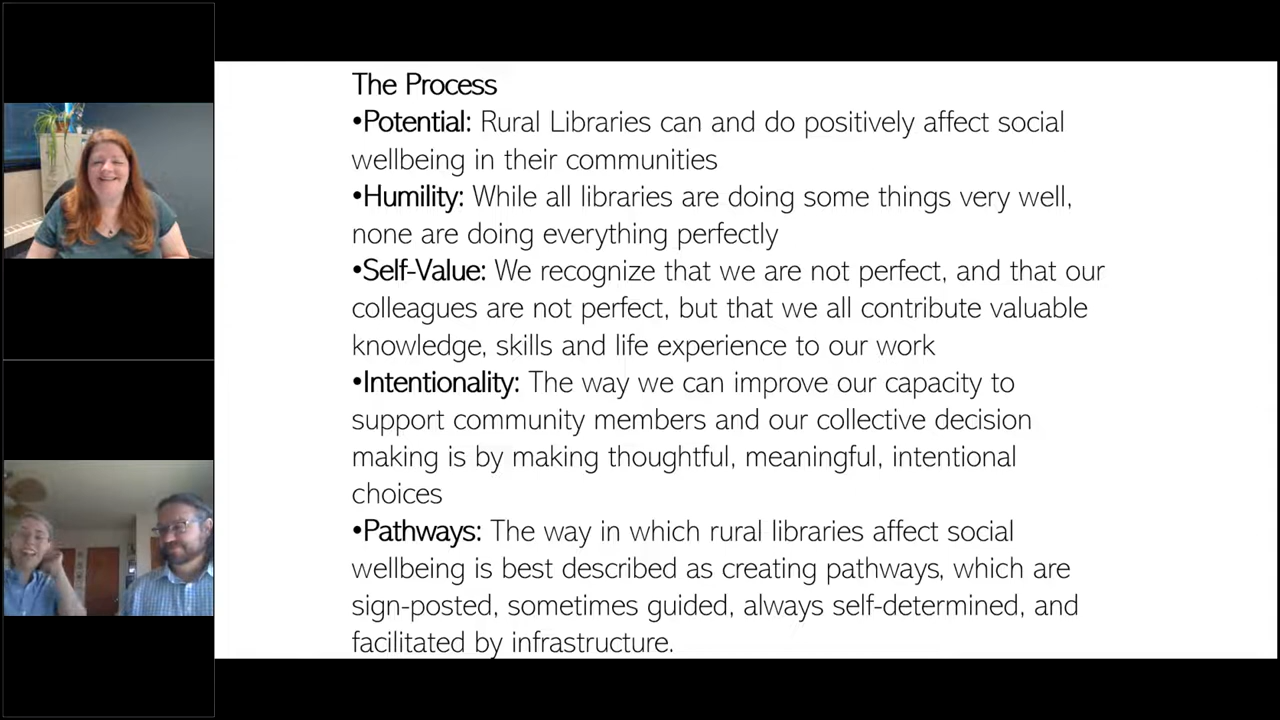 The Process
•Potential: Rural Libraries can and do positively affect social
wellbeing in their communities
•Humility: While all libraries are doing some things very well,
none are doing everything perfectly
•Self-Value: We recognize that we are not perfect, and that our
colleagues are not perfect, but that we all contribute valuable
knowledge, skills and life experience to our work
•Intentionality: The way we can improve our capacity to
support community members and our collective decision
making is by making thoughtful, meaningful, intentional
choices
•Pathways: The way in which rural libraries affect social
wellbeing is best described as creating pathways, which are
sign-posted, sometimes guided, always self-determined, and
facilitated by infrastructure.